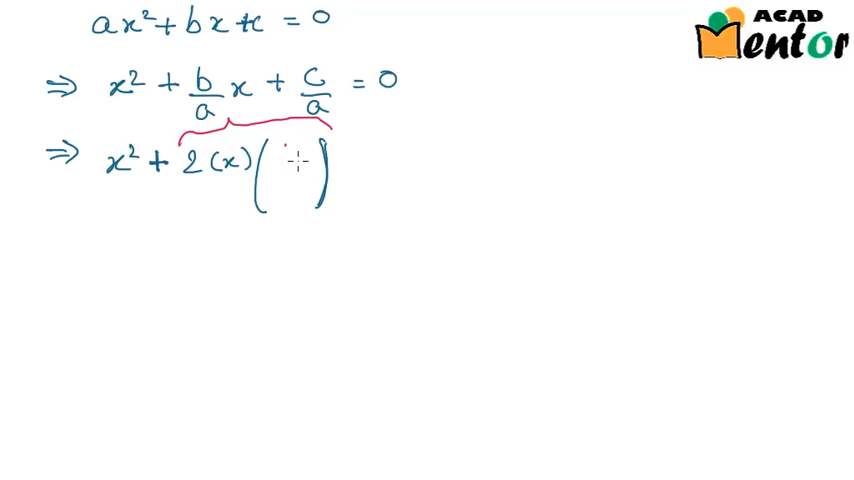 ax² + bx + c = 0
ACAD
mentor
⇒ x² + b/a x + c/a = 0
⇒ x² + 2(x)( )